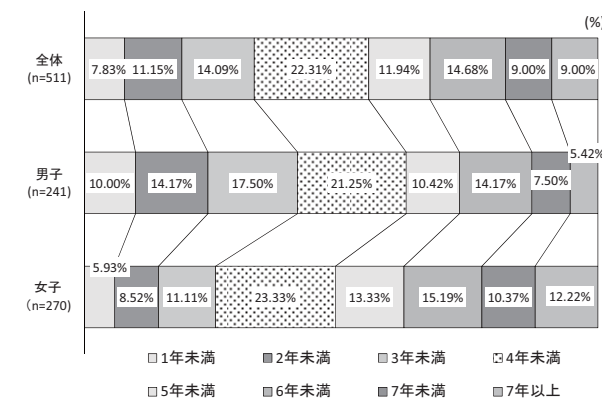 (%)
全体
(n=511)
7.83% 11.15% 14.09% 22.31% 11.94% 14.68% 9.00% 9.00%
5.42%
男子
(n=241)
10.00% 14.17% 17.50% 21.25% 10.42% 14.17% 7.50%
5.93%
女子
(n=270)
8.52% 11.11% 23.33% 13.33% 15.19% 10.37% 12.22%
1年未満 2年未満 3年未満 4年未満
5年未満 6年未満 7年未満 7年以上